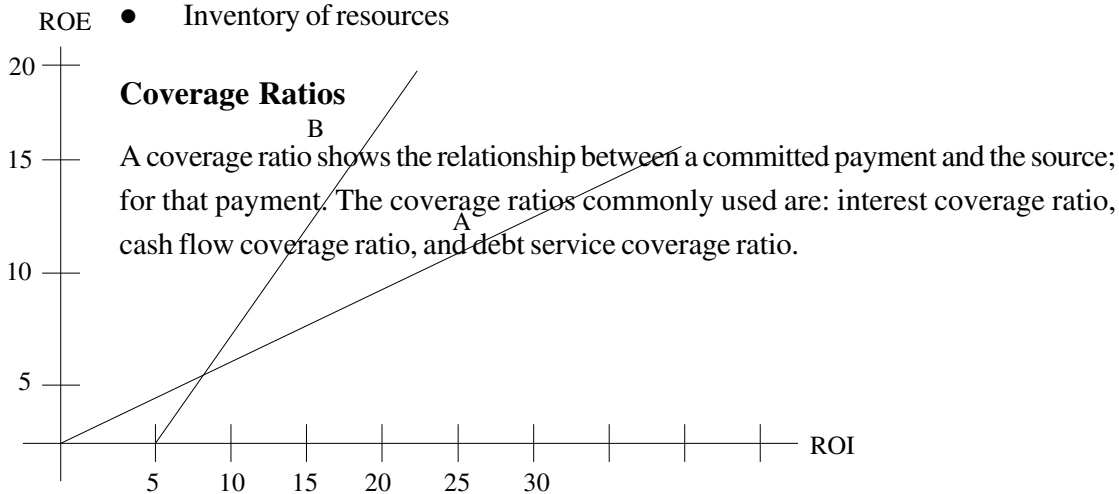 ROE
● Inventory of resources
20
Coverage Ratios
B
15
A coverage ratio shows the relationship between a committed payment and the source;
for that payment. The coverage ratios commonly used are: interest coverage ratio,
A
cash flow coverage ratio, and debt service coverage ratio.
10
5
ROI
5 10 15 20 25 30